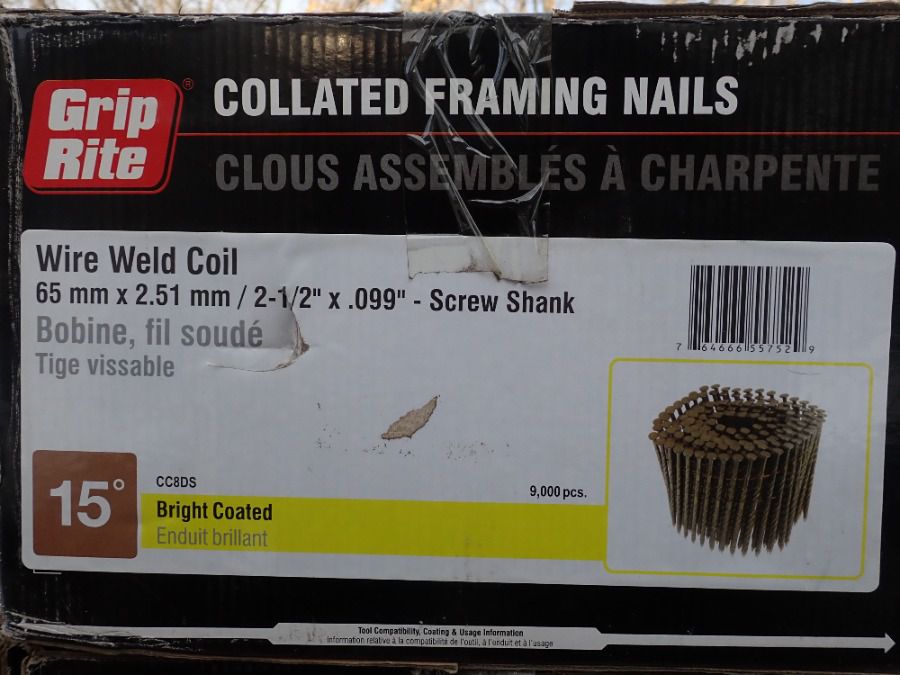 Grip
Rite®
COLLATED FRAMING NAILS
CLOUS ASSEMBLÉS À CHARPENTE
Wire Weld Coil
65 mm x 2.51 mm / 2-1/2" x .099" - Screw Shank
Bobine, fil soudé
Tige vissable
7 64666 55752 9
15°
CC8DS
9,000 pcs.
Bright Coated
Enduit brillant
Tool Compatibility, Coating & Usage Information
Information relative à la compatibilité de l'outil, à l'enduit et à l'usage